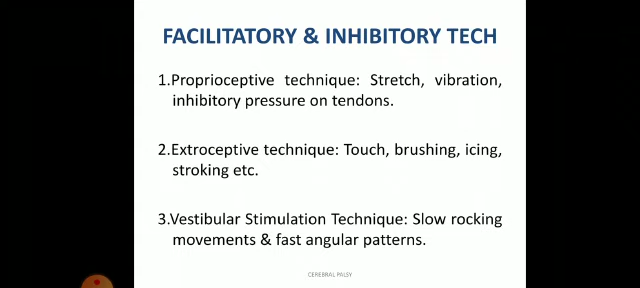 FACILITATORY & INHIBITORY TECH
1.Proprioceptive technique: Stretch, vibration,
inhibitory pressure on tendons.
2.Extroceptive technique: Touch, brushing, icing,
stroking etc.
3.Vestibular Stimulation Technique: Slow rocking
movements & fast angular patterns.
CEREBRAL PALSY